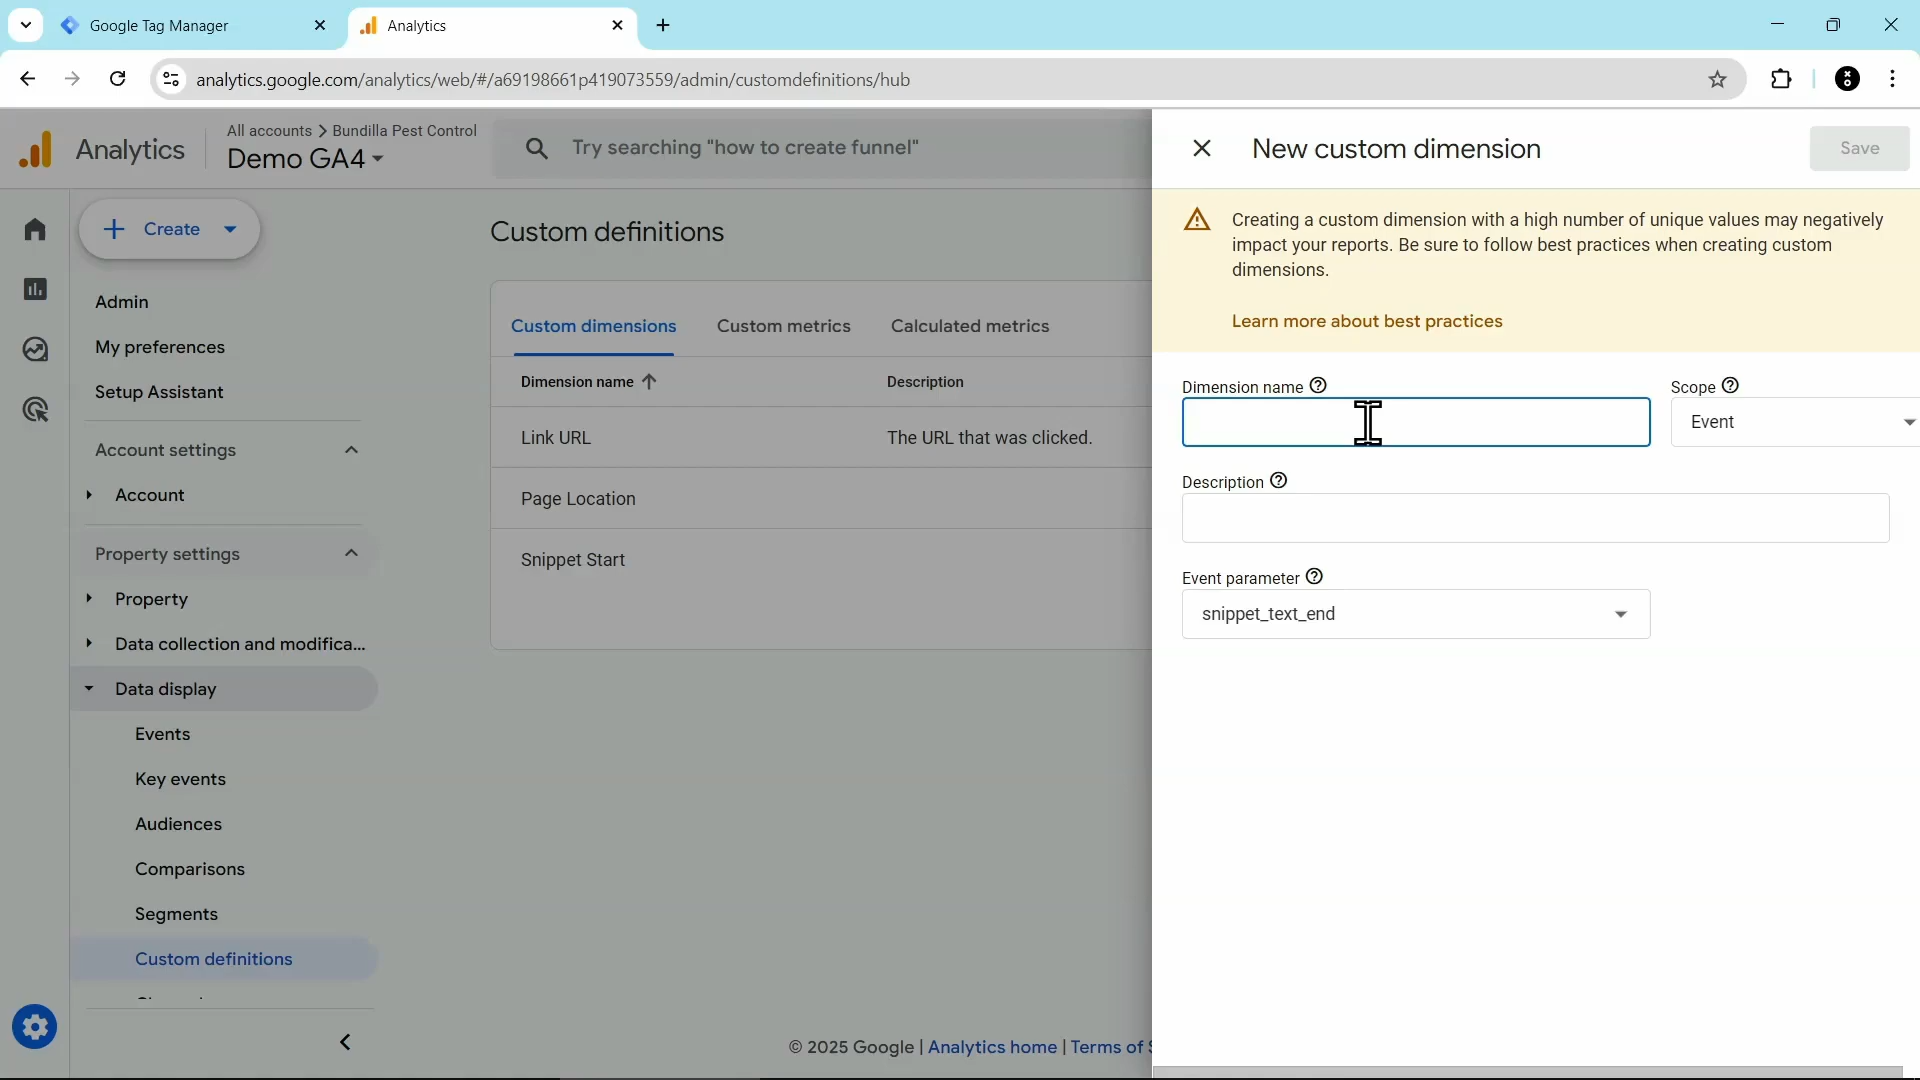 Google Tag Manager
Analytics
analytics.google.com/analytics/web/#/a69198661p419073559/admin/customdefinitions/hub
Analytics
All accounts > Bundilla Pest Control
Demo GA4
Try searching "how to create funnel"
New custom dimension
Save
Create
Admin
My preferences
Setup Assistant
Account settings
Account
Property settings
Property
Data collection and modifica...
Data display
Events
Key events
Audiences
Comparisons
Segments
Custom definitions
Custom definitions
Custom dimensions
Custom metrics
Calculated metrics
Dimension name
Description
Link URL
The URL that was clicked.
Page Location
Snippet Start
© 2025 Google | Analytics home | Terms of
Creating a custom dimension with a high number of unique values may negatively
impact your reports. Be sure to follow best practices when creating custom
dimensions.
Learn more about best practices
Dimension name
Scope
Event
Description
Event parameter
snippet_text_end